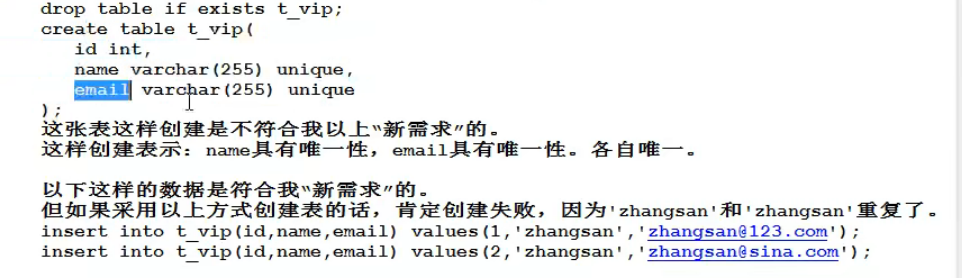 drop table if exists t_vip;
create table t_vip(
id int,
name varchar(255) unique,
email varchar(255) unique
);
这张表这样创建是不符合我以上“新需求”的。
这样创建表示：name具有唯一性，email具有唯一性。各自唯一。
以下这样的数据是符合我“新需求”的。
但如果采用以上方式创建表的话，肯定创建失败，因为'zhangsan'和'zhangsan'重复了。
insert into t_vip(id,name,email) values(1,'zhangsan','zhangsan@123.com');
insert into t_vip(id,name,email) values(2,'zhangsan','zhangsan@sina.com');